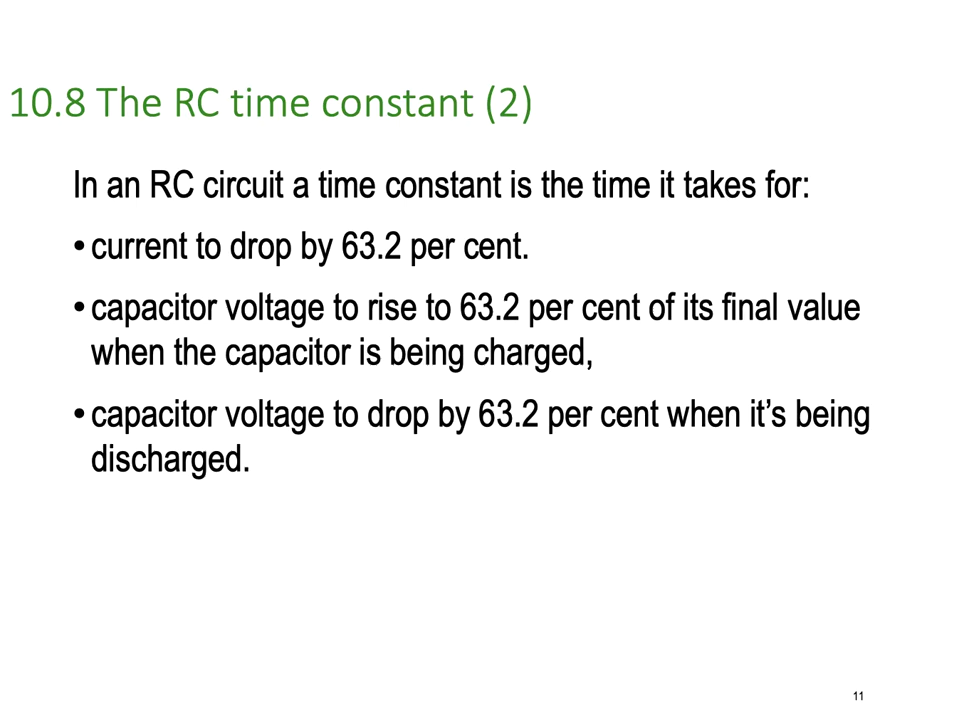 10.8 The RC time constant (2)
In an RC circuit a time constant is the time it takes for:
• current to drop by 63.2 per cent.
• capacitor voltage to rise to 63.2 per cent of its final value
when the capacitor is being charged,
• capacitor voltage to drop by 63.2 per cent when it’s being
discharged.
11